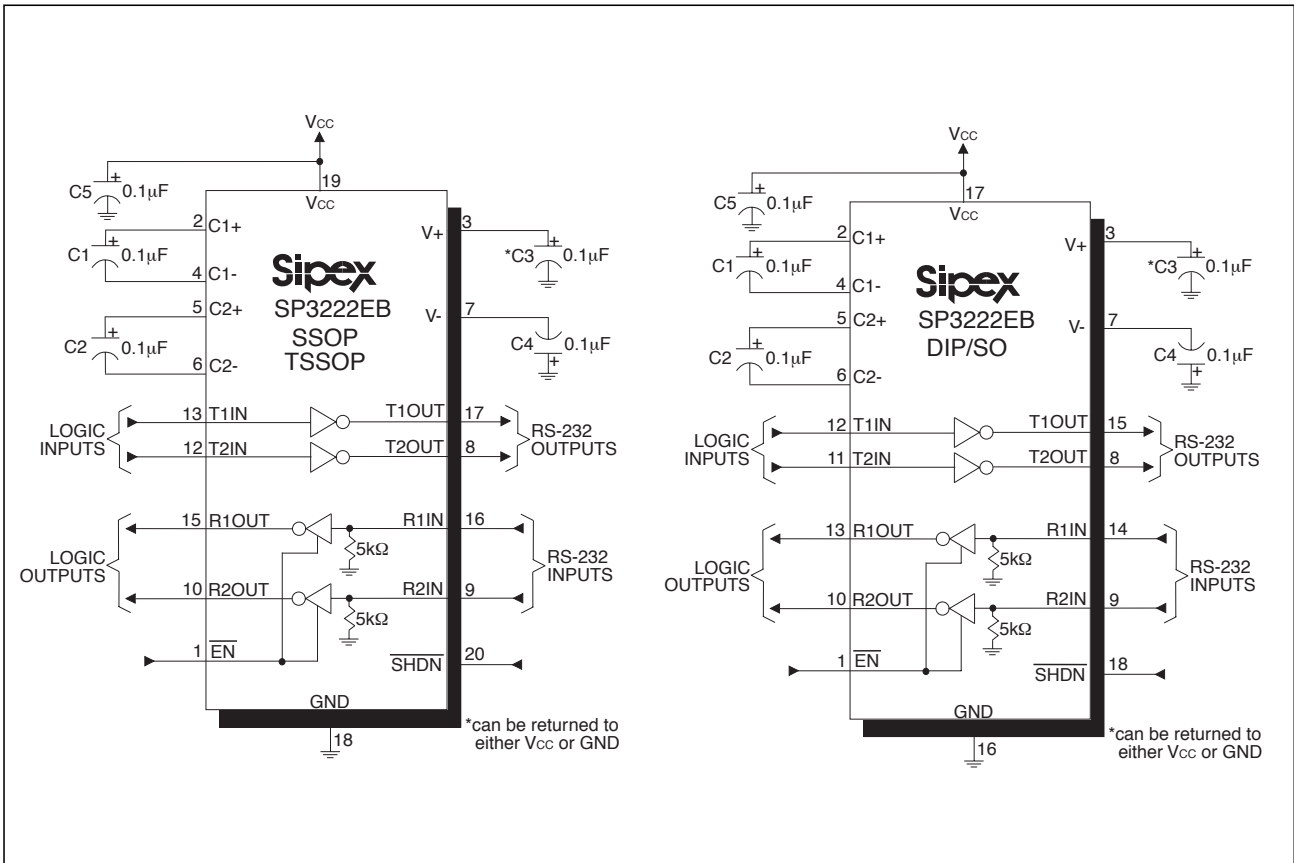 VCC
19
VCC
C5
+
0.1µF
2
C1+
C1
+
0.1µF
4
C1-
5
C2+
C2
+
0.1µF
6
C2-
Sipex
SP3222EB
SSOP
TSSOP
V+
3
*C3
+
0.1µF
V-
7
C4
0.1µF
+
LOGIC
INPUTS
13
T1IN
T1OUT
17
12
T2IN
T2OUT
8
RS-232
OUTPUTS
LOGIC
OUTPUTS
15
R1OUT
R1IN
16
5kΩ
10
R2OUT
R2IN
9
5kΩ
RS-232
INPUTS
1
EN
SHDN
20
GND
18
*can be returned to
either VCC or GND
VCC
17
VCC
C5
+
0.1µF
2
C1+
C1
+
0.1µF
4
C1-
5
C2+
C2
+
0.1µF
6
C2-
Sipex
SP3222EB
DIP/SO
V+
3
*C3
+
0.1µF
V-
7
C4
0.1µF
+
LOGIC
INPUTS
12
T1IN
T1OUT
15
11
T2IN
T2OUT
8
RS-232
OUTPUTS
LOGIC
OUTPUTS
13
R1OUT
R1IN
14
5kΩ
10
R2OUT
R2IN
9
5kΩ
RS-232
INPUTS
1
EN
SHDN
18
GND
16
*can be returned to
either VCC or GND